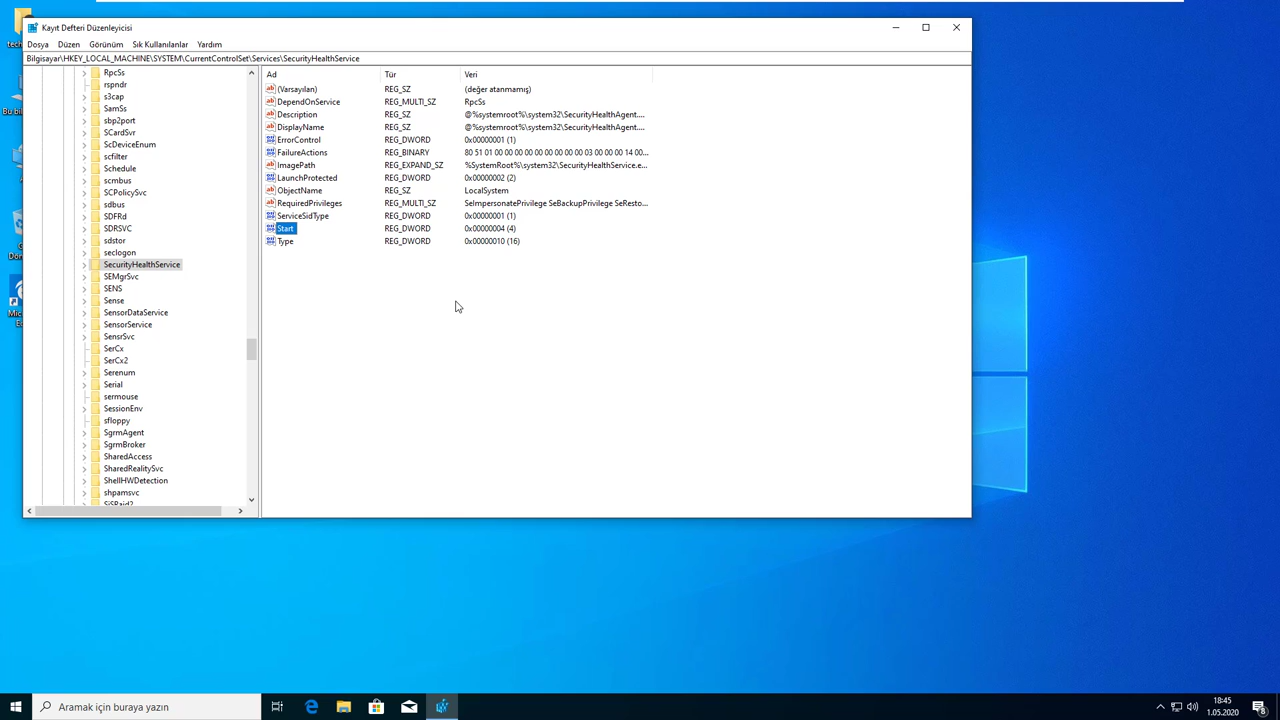 Kayıt Defteri Düzenleyicisi
Dosya Düzen Görünüm Sık Kullanılanlar Yardım
Bilgisayar\HKEY_LOCAL_MACHINE\SYSTEM\CurrentControlSet\Services\SecurityHealthService
RpcSs
rspndr
s3cap
SamSs
sbp2port
SCardSvr
ScDeviceEnum
scfilter
Schedule
scmbus
SCPolicySvc
sdbus
SDFRd
SDRSVC
sdstor
seclogon
SecurityHealthService
SEMgrSvc
SENS
Sense
SensorDataService
SensorService
SensrSvc
SerCx
SerCx2
Serenum
Serial
sermouse
SessionEnv
sfloppy
SgrmAgent
SgrmBroker
SharedAccess
SharedRealitySvc
ShellHWDetection
shpamsvc
SiSRaid2
Ad Tür Veri
(Varsayılan) REG_SZ (değer atanmamış)
DependOnService REG_MULTI_SZ RpcSs
Description REG_SZ @%systemroot%\system32\SecurityHealthAgent....
DisplayName REG_SZ @%systemroot%\system32\SecurityHealthAgent....
ErrorControl REG_DWORD 0x00000001 (1)
FailureActions REG_BINARY 80 51 01 00 00 00 00 00 00 00 00 00 03 00 00 00 14 00...
ImagePath REG_EXPAND_SZ %SystemRoot%\system32\SecurityHealthService.e...
LaunchProtected REG_DWORD 0x00000002 (2)
ObjectName REG_SZ LocalSystem
RequiredPrivileges REG_MULTI_SZ SeImpersonatePrivilege SeBackupPrivilege SeResto...
ServiceSidType REG_DWORD 0x00000001 (1)
Start REG_DWORD 0x00000004 (4)
Type REG_DWORD 0x00000010 (16)
Bu bil
Aramak için buraya yazın
18:45
1.05.2020
8